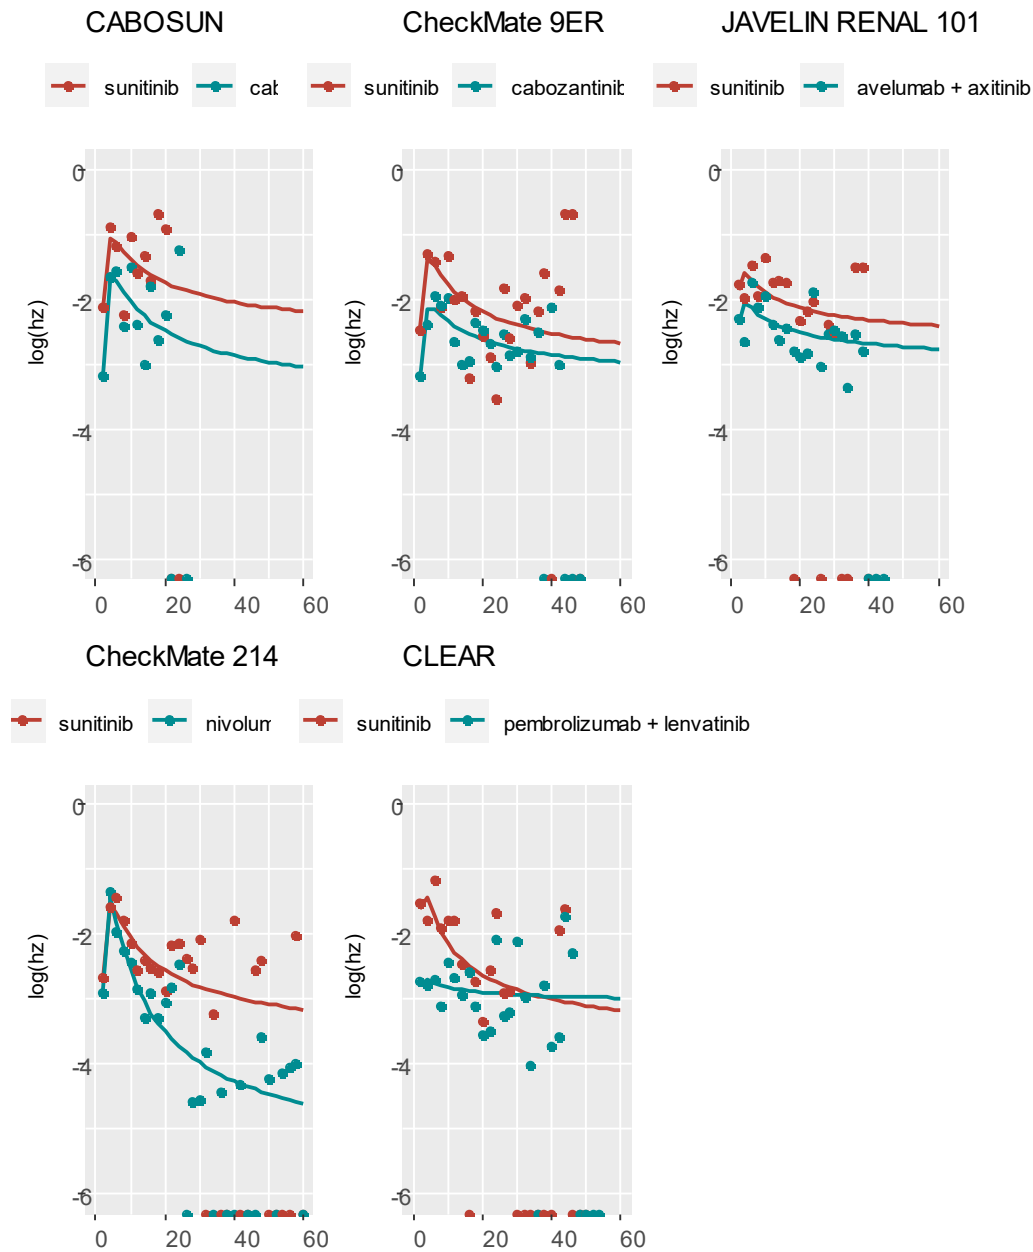 CABOSUN CheckMate 9ER JAVELIN RENAL 101
sunitinib cab sunitinib cabozantinib sunitinib avelumab + axitinib
0 0 0
-2 -2 -2
log(hz) log(hz) log(hz)
-4 -4 -4
-6 -6 -6
0 20 40 60 0 20 40 60 0 20 40 60
CheckMate 214 CLEAR
sunitinib nivolum sunitinib pembrolizumab + lenvatinib
0 0
-2 -2
log(hz) log(hz)
-4 -4
-6 -6
0 20 40 60 0 20 40 60